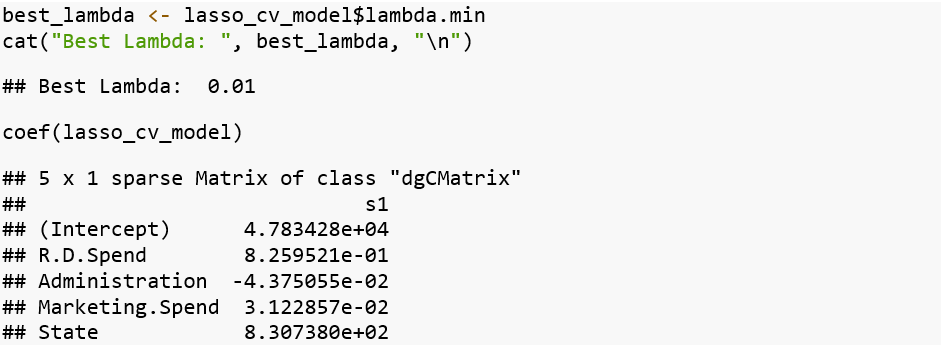 best_lambda <- lasso_cv_model$lambda.min
cat("Best Lambda: ", best_lambda, "\n")
## Best Lambda:  0.01
coef(lasso_cv_model)
## 5 x 1 sparse Matrix of class "dgCMatrix"
##                            s1
## (Intercept)      4.783428e+04
## R.D.Spend        8.259521e-01
## Administration  -4.375055e-02
## Marketing.Spend  3.122857e-02
## State            8.307380e+02